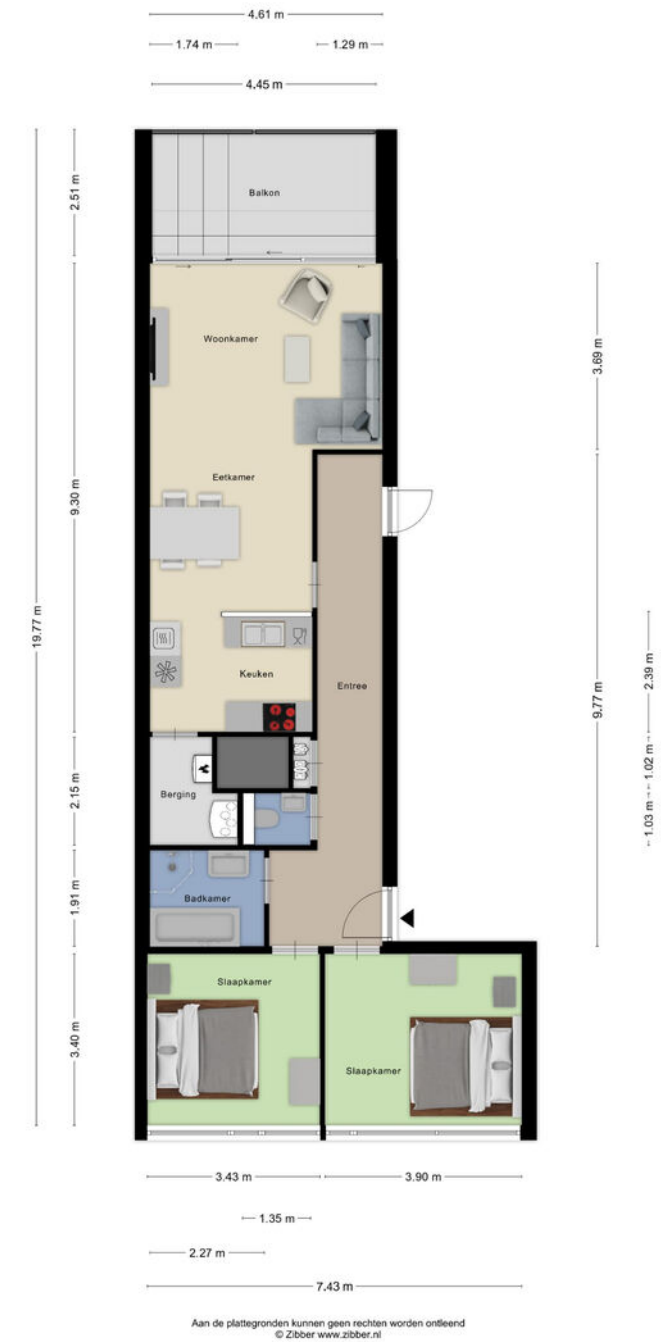 4.61 m
1.74 m
1.29 m
4.45 m
2.51 m
Balkon
Woonkamer
3.69 m
Eetkamer
9.30 m
19.77 m
Keuken
Entree
2.39 m
9.77 m
1.02 m
1.03 m
Berging
2.15 m
Badkamer
1.91 m
Slaapkamer
3.40 m
Slaapkamer
3.43 m
3.90 m
1.35 m
2.27 m
7.43 m
Aan de plattegronden kunnen geen rechten worden ontleend
© Zibber www.zibber.nl